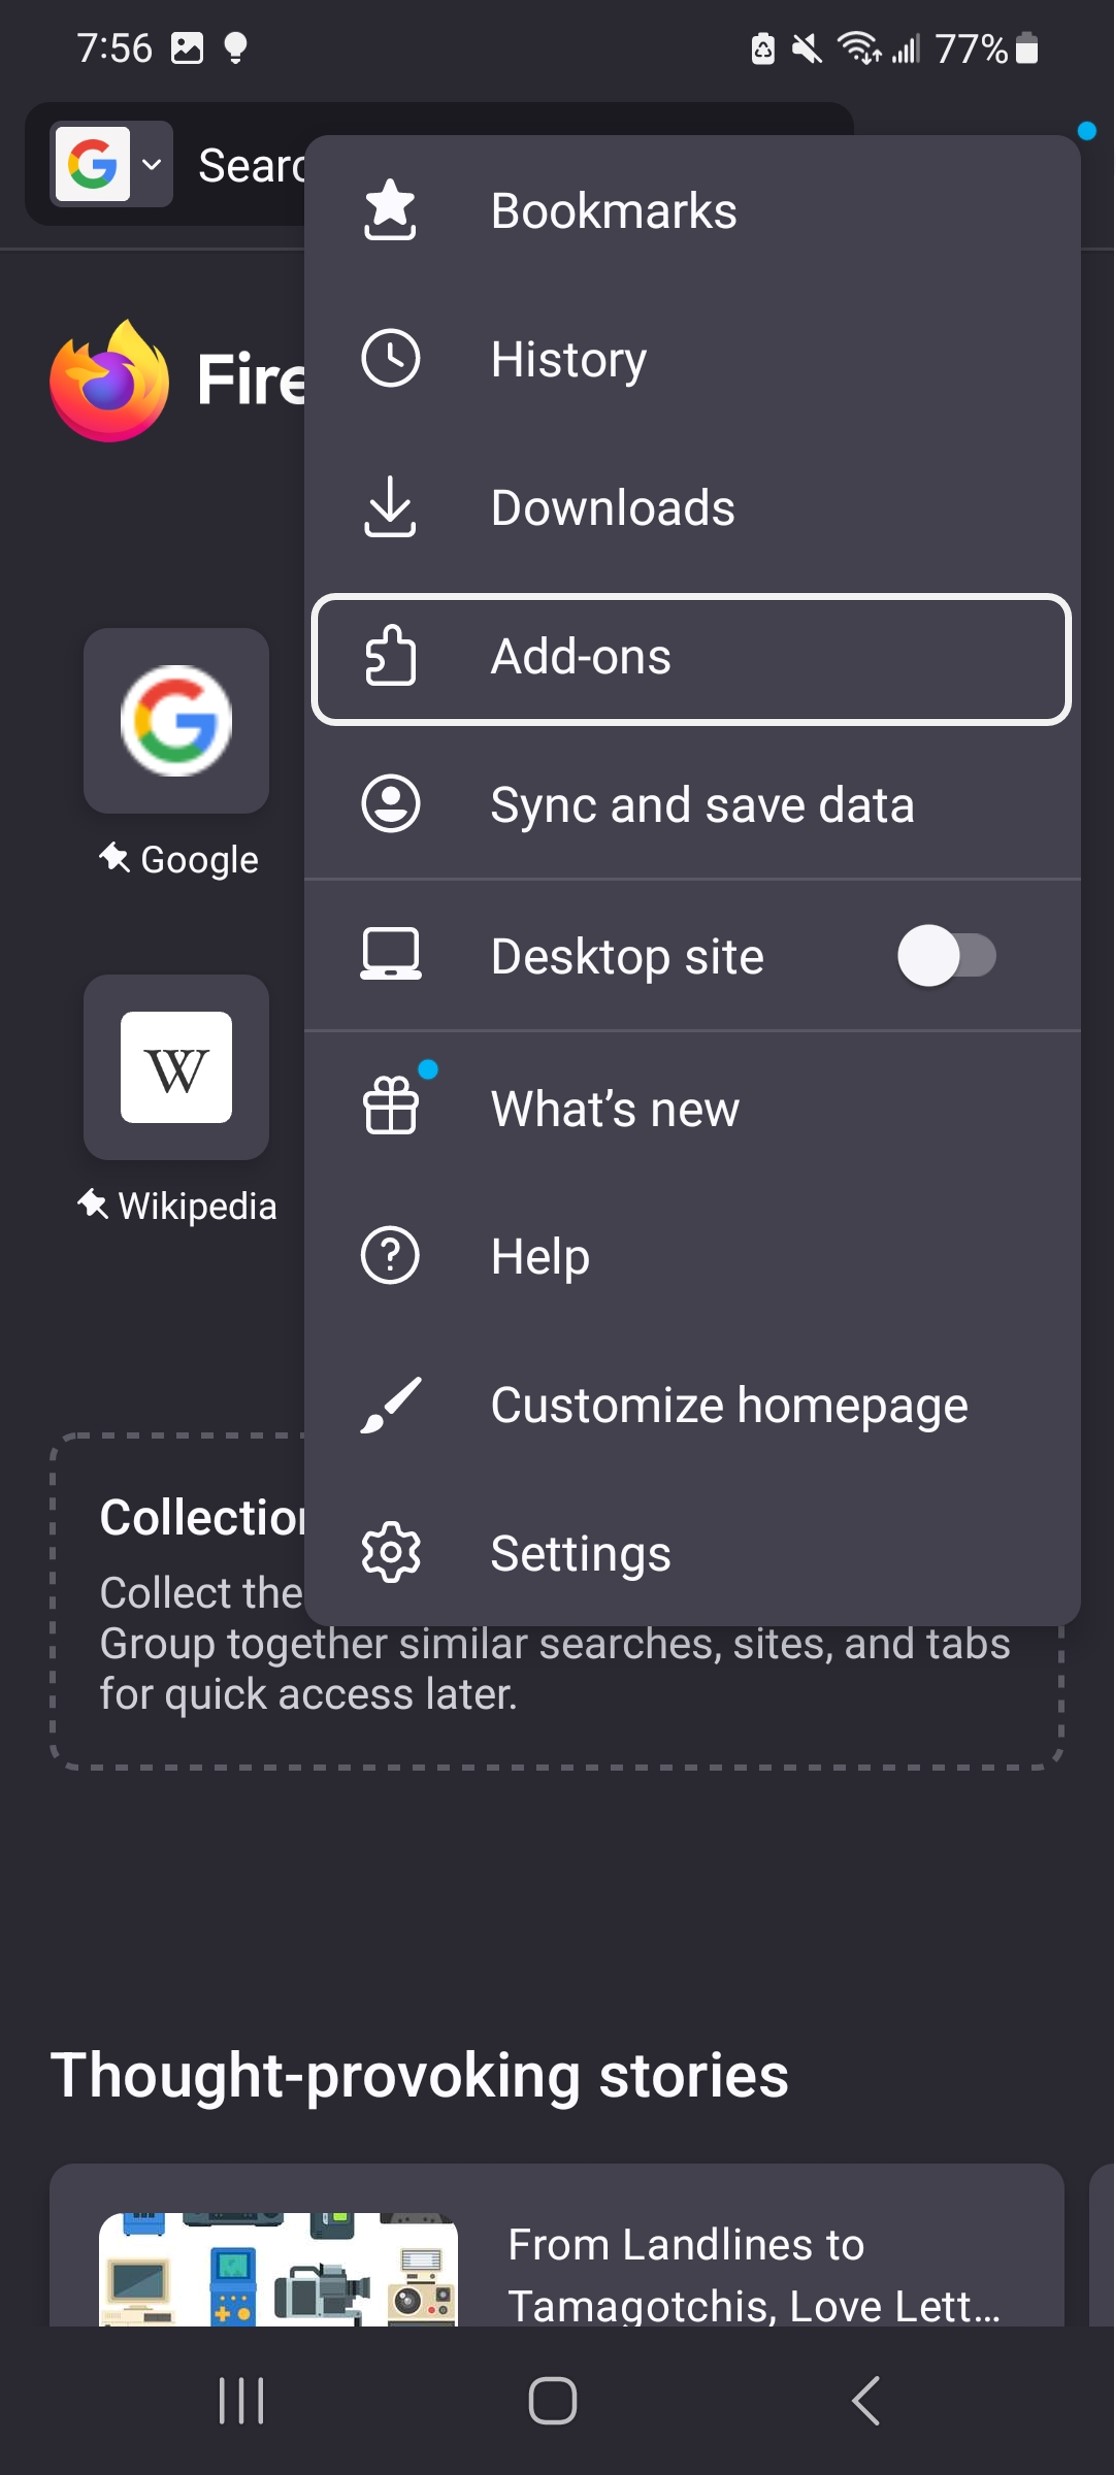 7:56
77%
Searc
Bookmarks
Fire
History
Downloads
Add-ons
Google
Sync and save data
Desktop site
W
Wikipedia
What's new
Help
Customize homepage
Settings
Collection
Collect the
Group together similar searches, sites, and tabs
for quick access later.
Thought-provoking stories
From Landlines to
Tamagotchis, Love Lett...